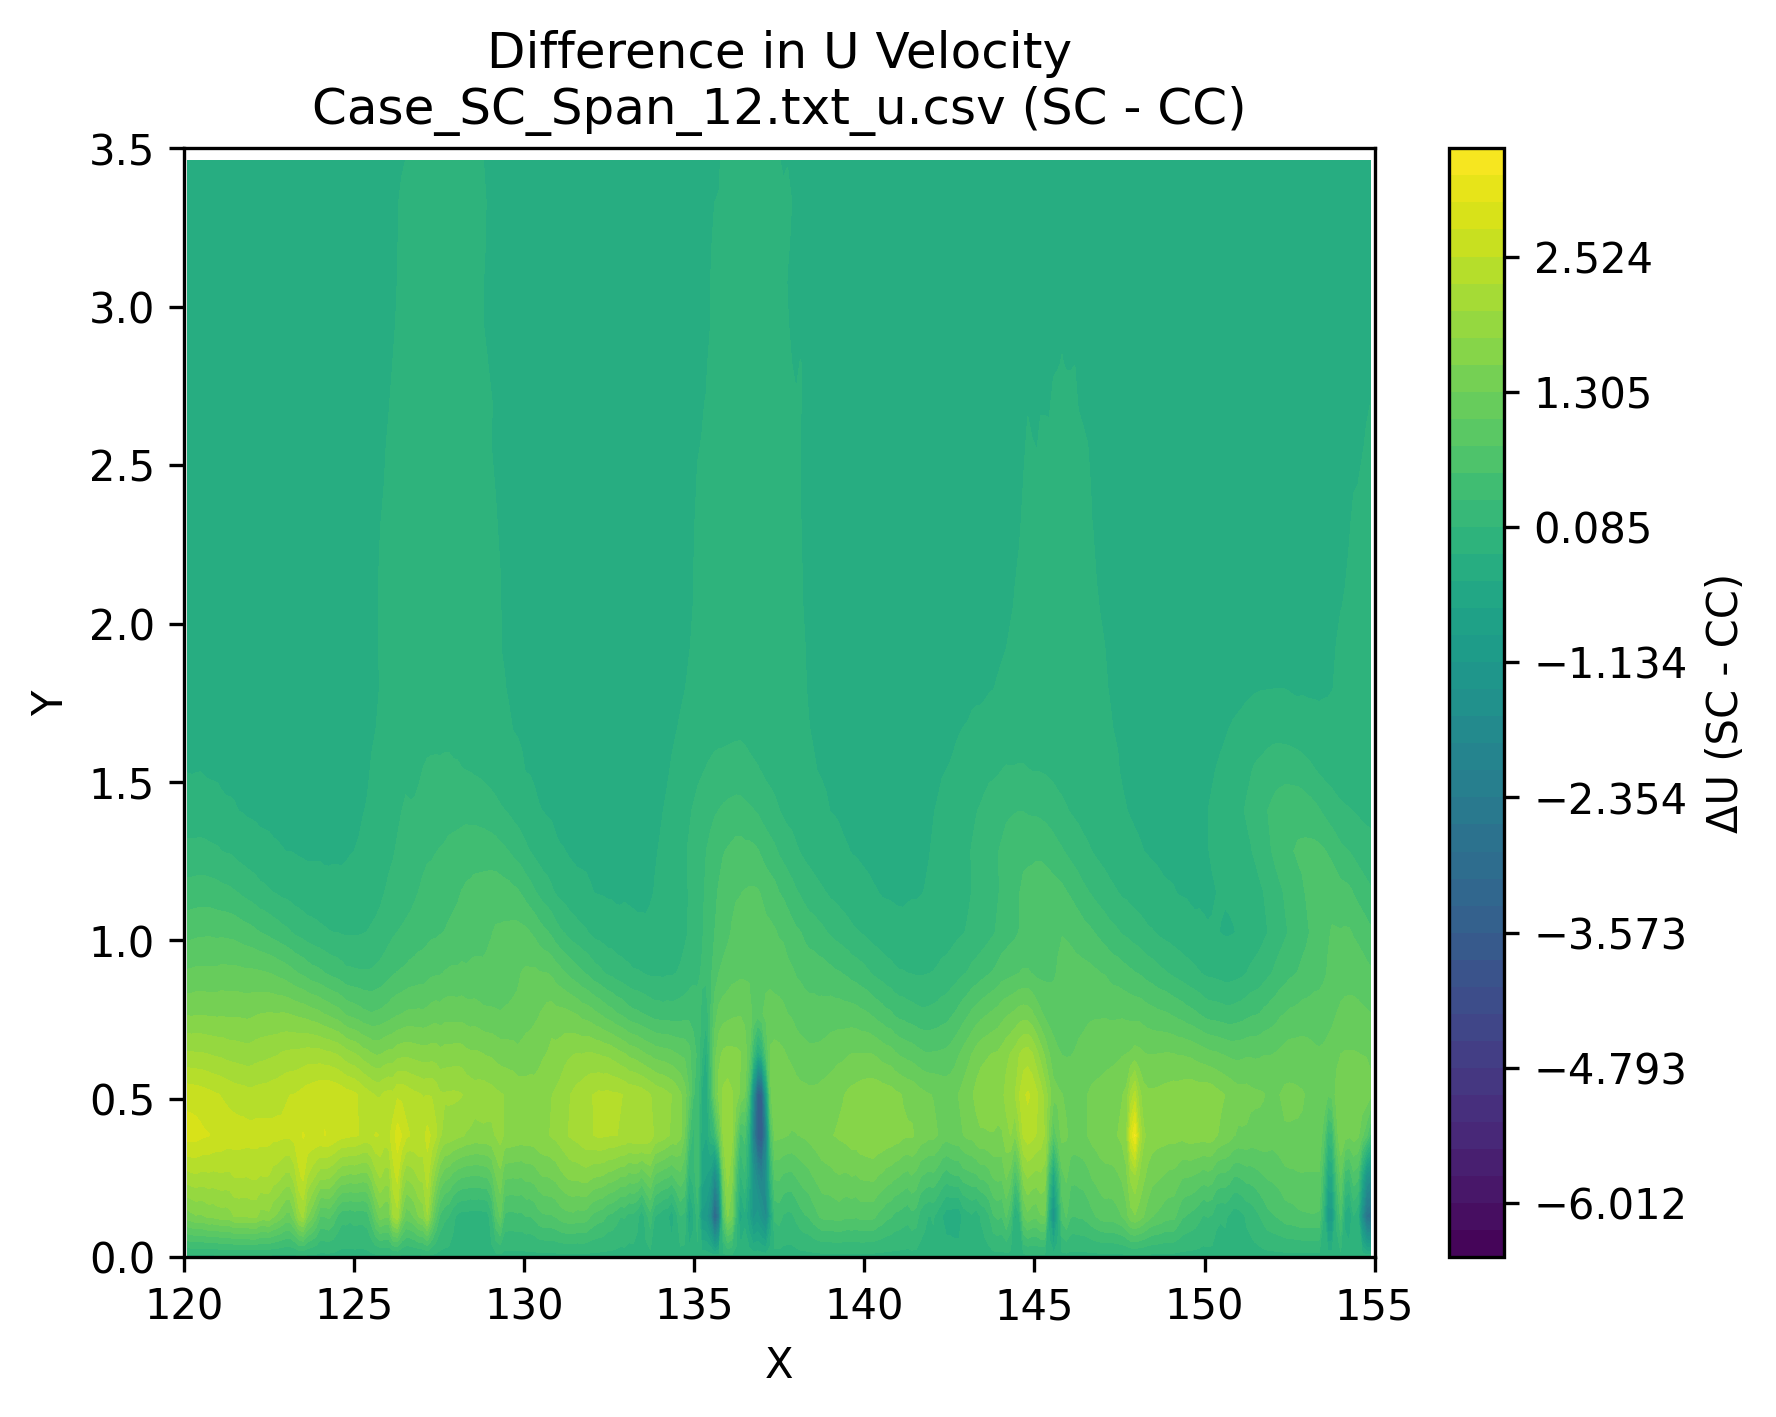 Difference in U Velocity
Case_SC_Span_12.txt_u.csv (SC - CC)
3.5
3.0
2.5
2.0
1.5
1.0
0.5
0.0
Y
120 125 130 135 140 145 150 155
X
2.524
1.305
0.085
−1.134
−2.354
−3.573
−4.793
−6.012
ΔU (SC - CC)